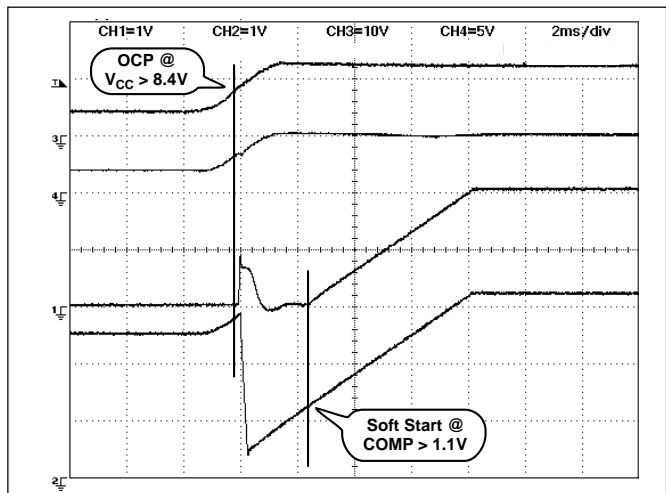 CH1=1V CH2=1V CH3=10V CH4=5V 2ms/div
OCP @
VCC > 8.4V
T
3
4
1
Soft Start @
COMP > 1.1V
2